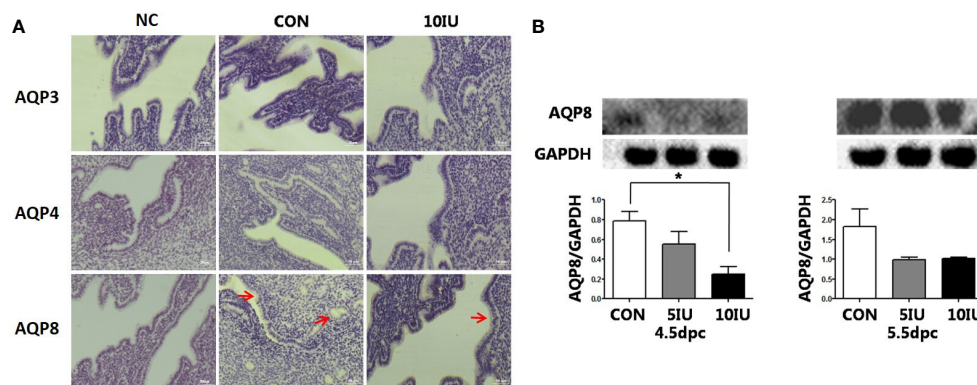 A
NC CON 10IU
AQP3
AQP4
AQP8
B
AQP8
GAPDH
AQP8/GAPDH
1.0
0.8
0.6
0.4
0.2
0.0
*
CON 5IU 10IU
4.5dpc
AQP8/GAPDH
2.5
2.0
1.5
1.0
0.5
0.0
CON 5IU 10IU
5.5dpc